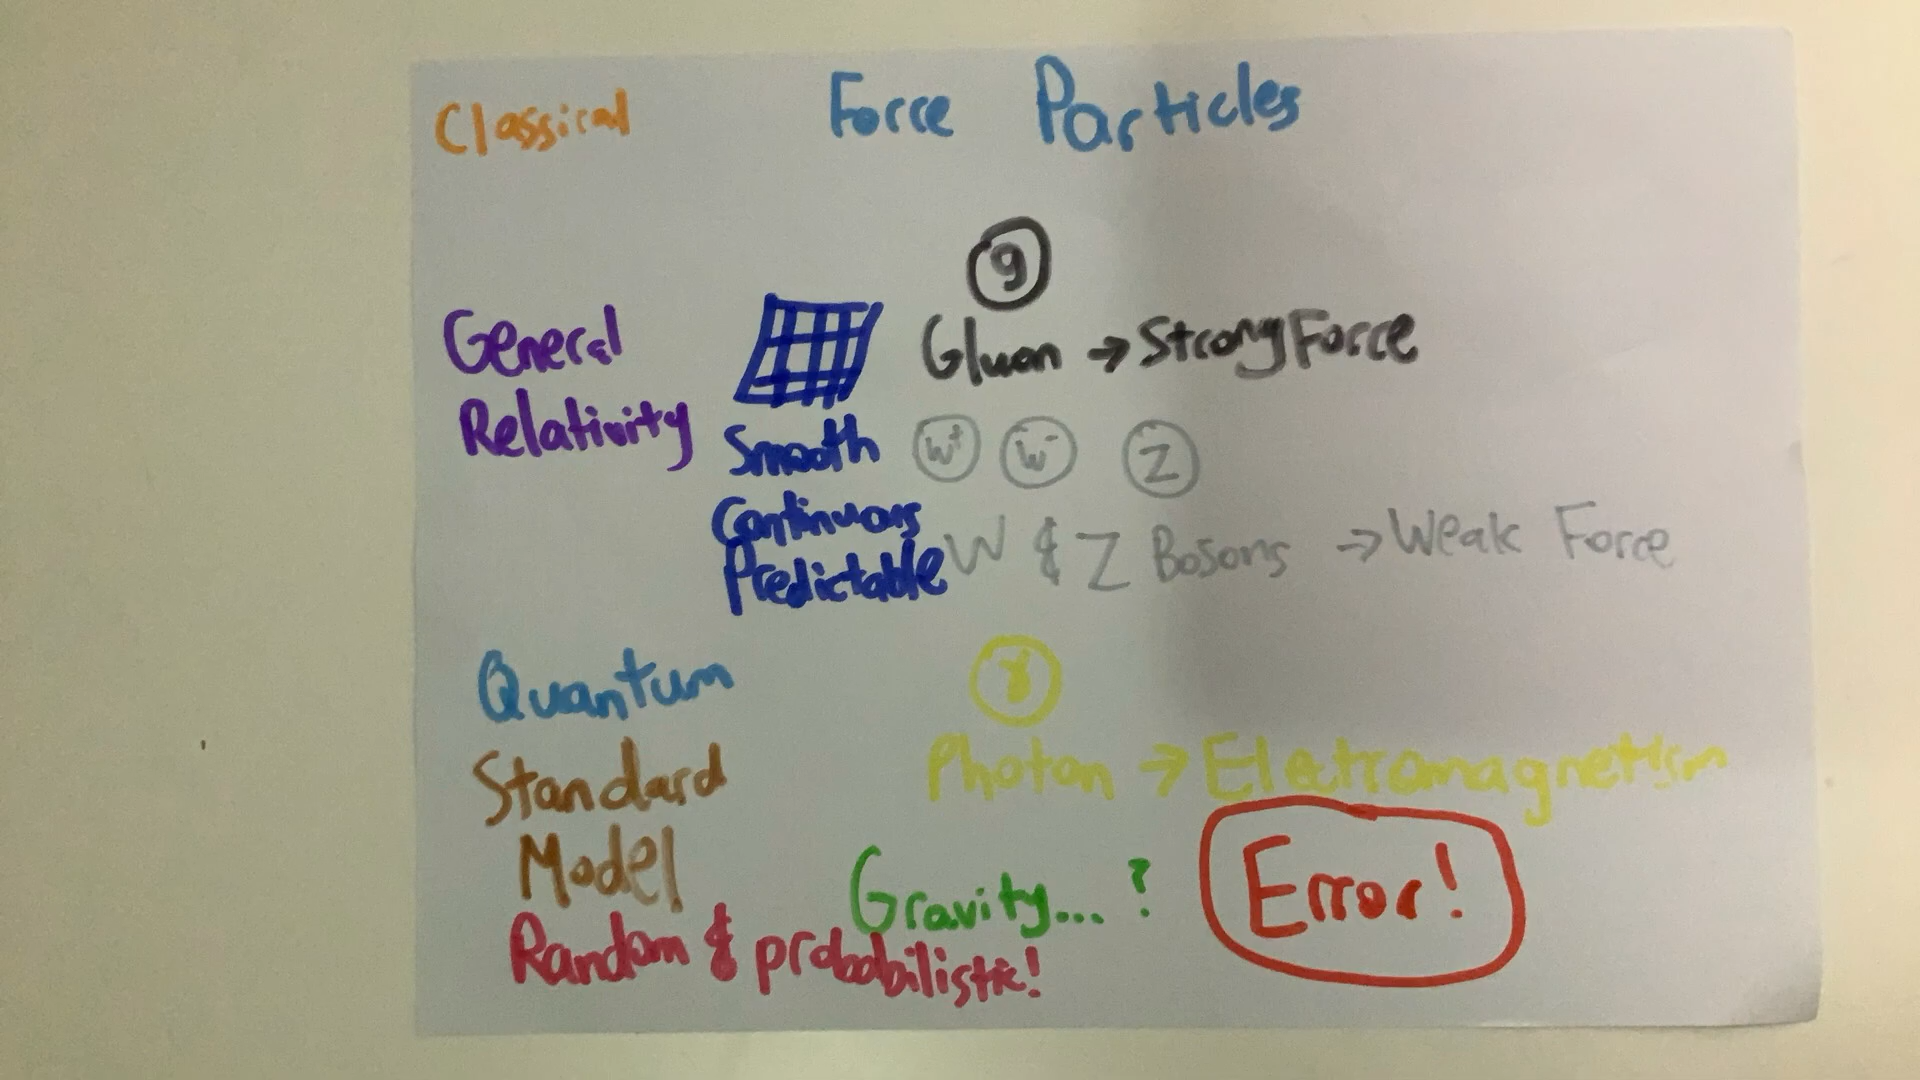 Classical
Force Particles
g
General
Relativity
Gluon → Strong Force
Smooth
Continuous
Predictable
W+ W- Z
W & Z Bosons → Weak Force
Quantum
Standard
Model
Random & probabilistic!
γ
Photon → Eletromagnetism
Gravity...?
Error!